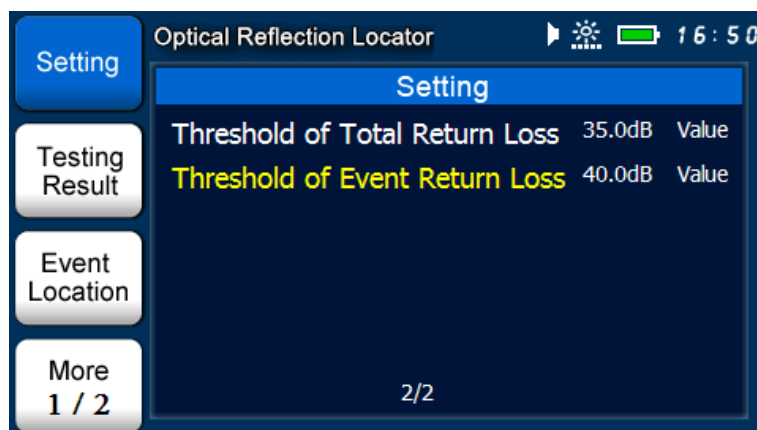 Setting
Optical Reflection Locator
16:50
Setting
Threshold of Total Return Loss 35.0dB Value
Threshold of Event Return Loss 40.0dB Value
Testing
Result
Event
Location
More
1 / 2
2/2